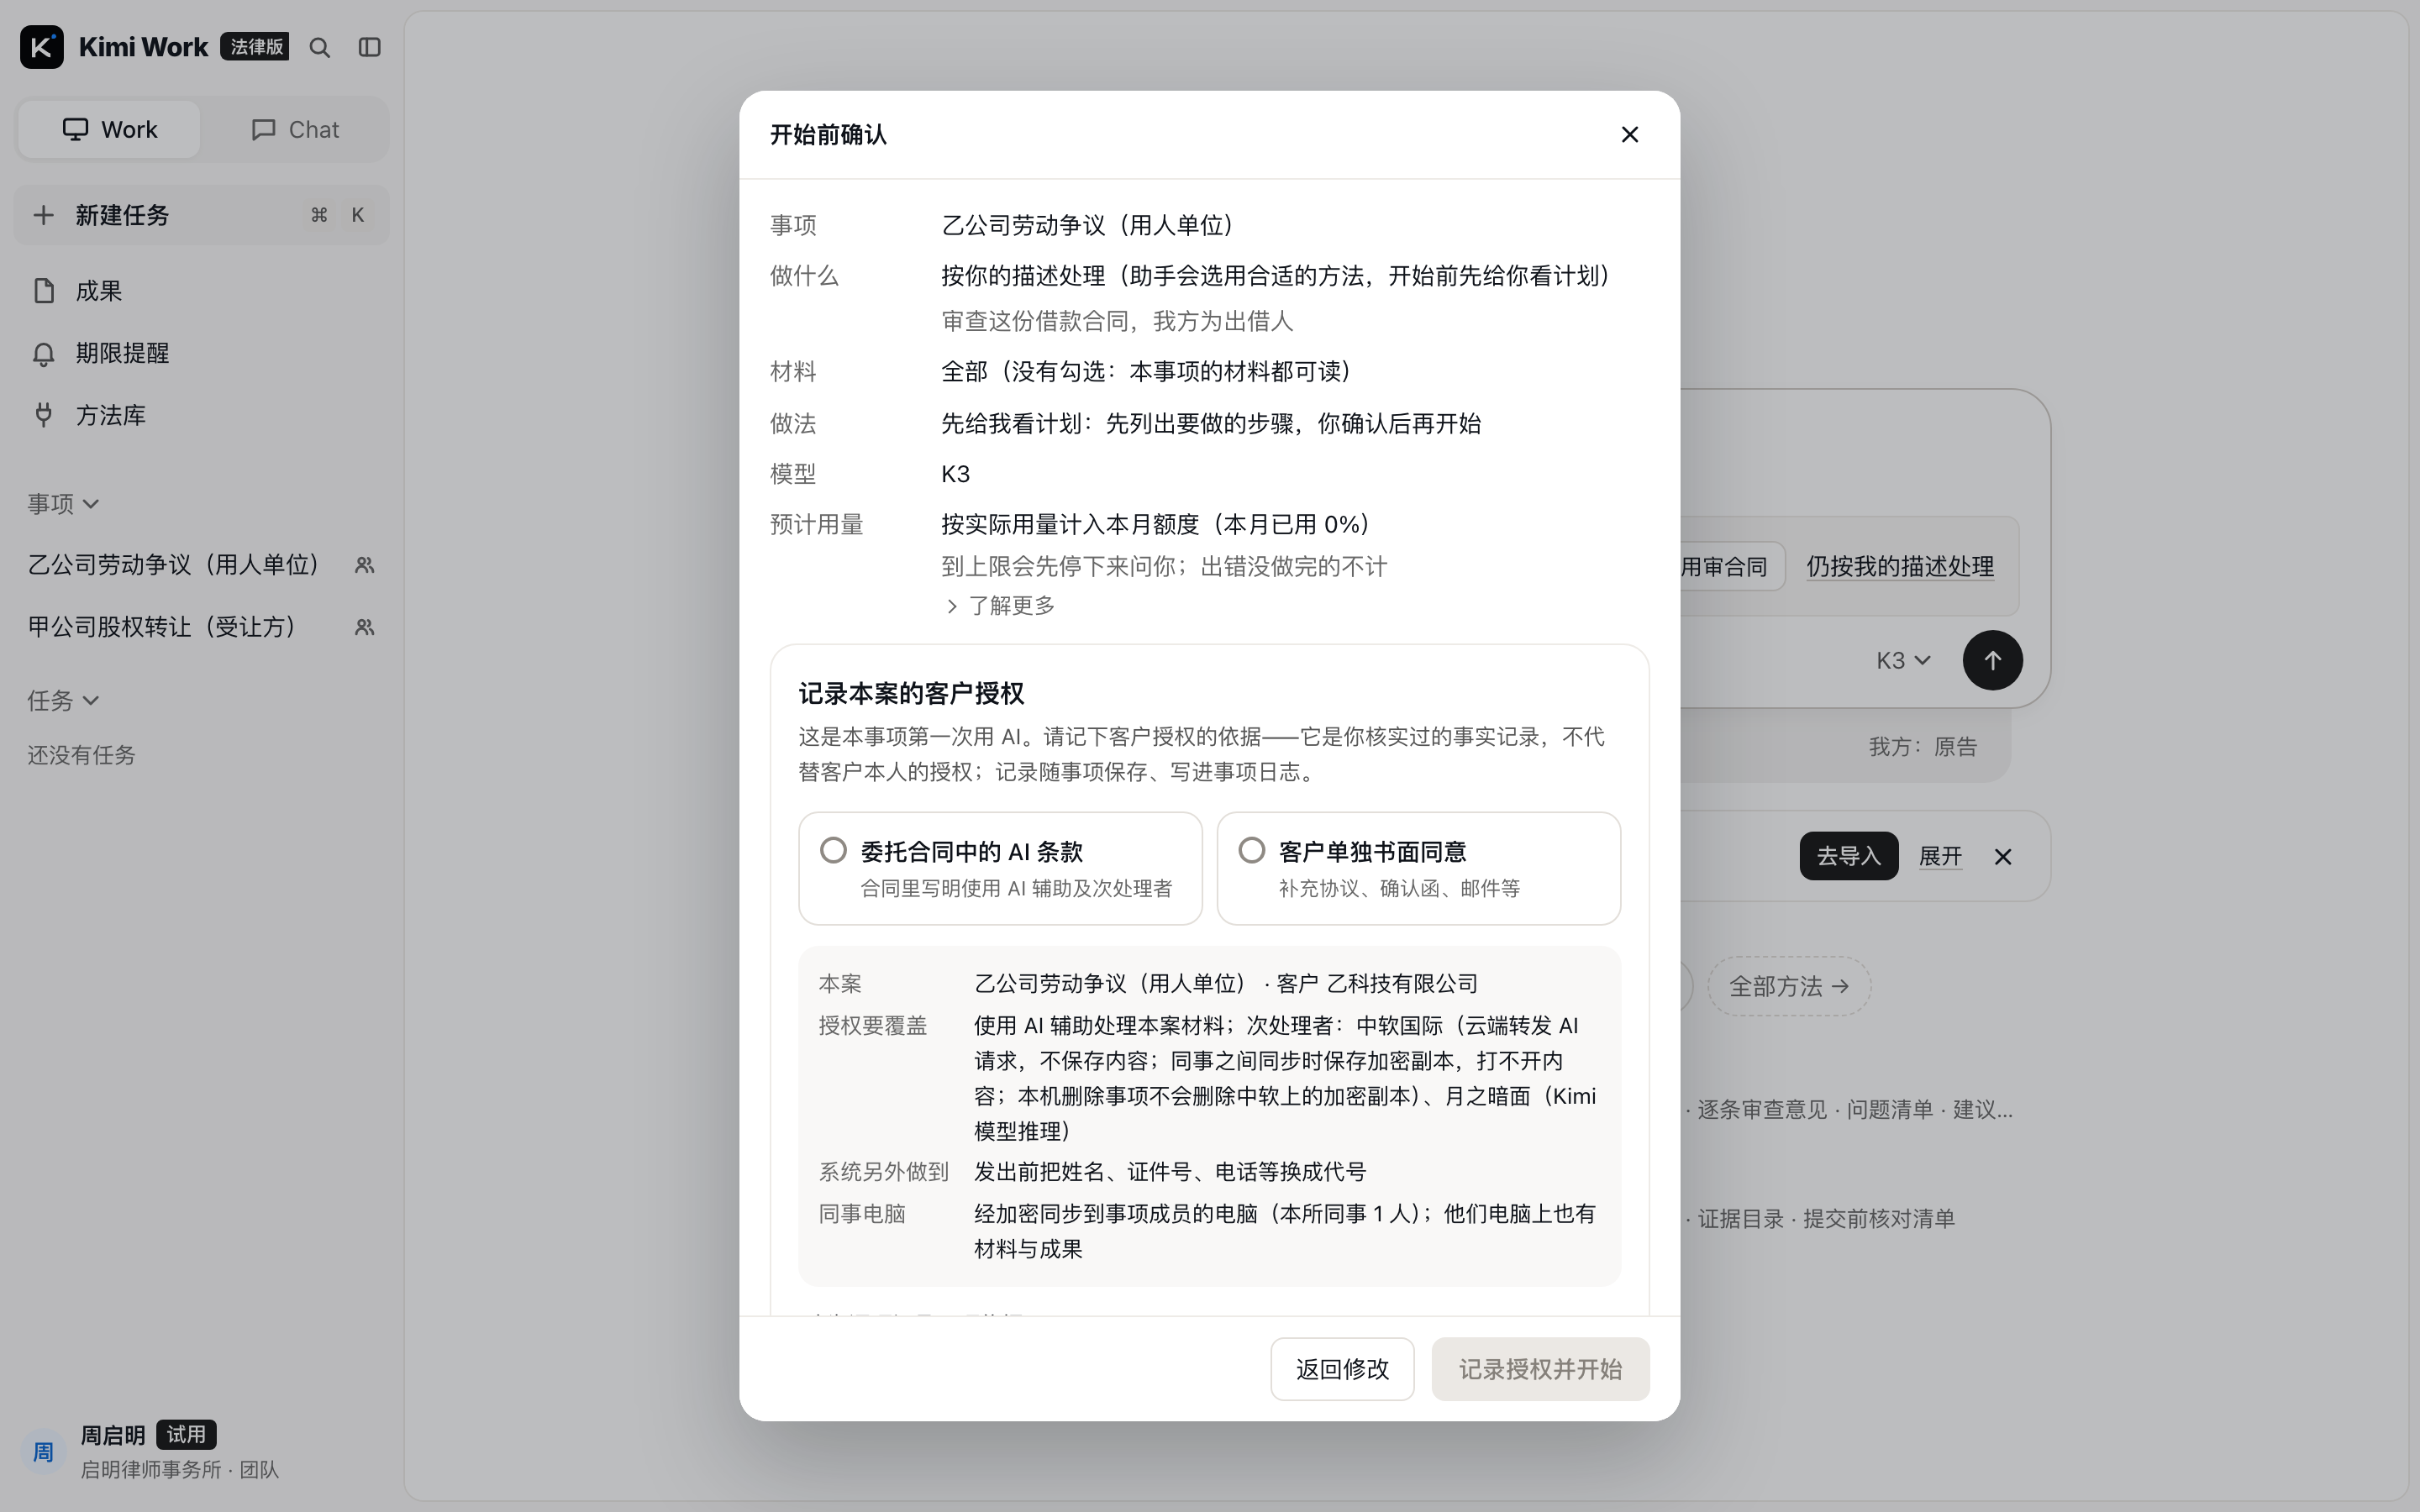 Kimi Work 法律版
Work
Chat
新建任务 ⌘ K
成果
期限提醒
方法库
事项
乙公司劳动争议（用人单位）
甲公司股权转让（受让方）
任务
还没有任务
周 周启明 试用
启明律师事务所 · 团队
开始前确认
事项 乙公司劳动争议（用人单位）
做什么 按你的描述处理（助手会选用合适的方法，开始前先给你看计划）
审查这份借款合同，我方为出借人
材料 全部（没有勾选：本事项的材料都可读）
做法 先给我看计划：先列出要做的步骤，你确认后再开始
模型 K3
预计用量 按实际用量计入本月额度（本月已用 0%）
到上限会先停下来问你；出错没做完的不计
了解更多
记录本案的客户授权
这是本事项第一次用 AI。请记下客户授权的依据——它是你核实过的事实记录，不代
替客户本人的授权；记录随事项保存、写进事项日志。
委托合同中的 AI 条款
合同里写明使用 AI 辅助及次处理者
客户单独书面同意
补充协议、确认函、邮件等
本案 乙公司劳动争议（用人单位） · 客户 乙科技有限公司
授权要覆盖 使用 AI 辅助处理本案材料；次处理者：中软国际（云端转发 AI
请求，不保存内容；同事之间同步时保存加密副本，打不开内
容；本机删除事项不会删除中软上的加密副本）、月之暗面（Kimi
模型推理）
系统另外做到 发出前把姓名、证件号、电话等换成代号
同事电脑 经加密同步到事项成员的电脑（本所同事 1 人）；他们电脑上也有
材料与成果
返回修改
记录授权并开始
用审合同
仍按我的描述处理
K3
我方：原告
去导入
展开
全部方法 →
· 逐条审查意见 · 问题清单 · 建议...
· 证据目录 · 提交前核对清单